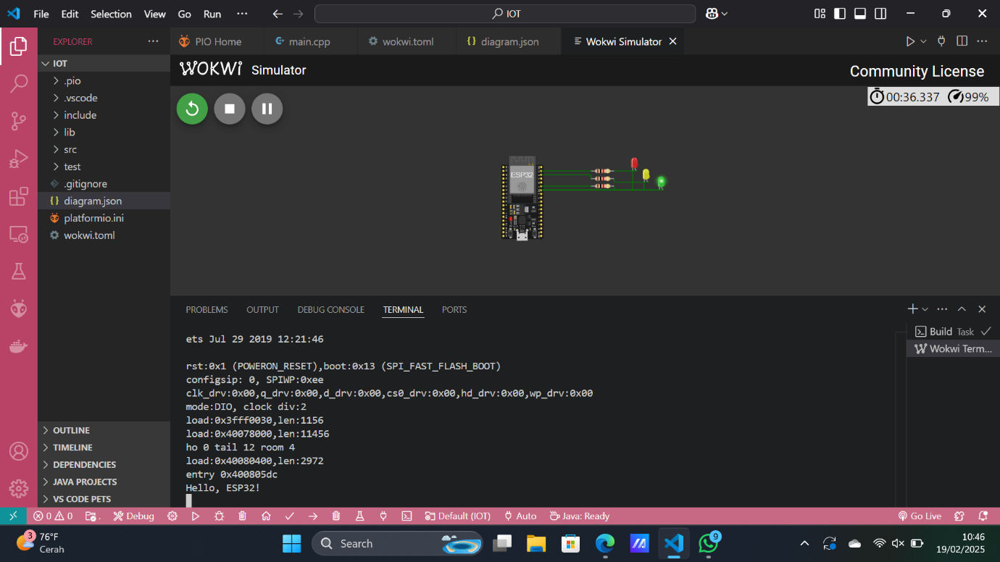 File Edit Selection View Go Run ··· IOT
EXPLORER ···
PIO Home
main.cpp
wokwi.toml
diagram.json
Wokwi Simulator
IOT
.pio
.vscode
include
lib
src
test
.gitignore
diagram.json
platformio.ini
wokwi.toml
OUTLINE
TIMELINE
DEPENDENCIES
JAVA PROJECTS
VS CODE PETS
WOKWI Simulator
Community License
00:36.337 99%
ESP32
PROBLEMS OUTPUT DEBUG CONSOLE TERMINAL PORTS
ets Jul 29 2019 12:21:46
rst:0x1 (POWERON_RESET),boot:0x13 (SPI_FAST_FLASH_BOOT)
configsip: 0, SPIWP:0xee
clk_drv:0x00,q_drv:0x00,d_drv:0x00,cs0_drv:0x00,hd_drv:0x00,wp_drv:0x00
mode:DIO, clock div:2
load:0x3fff0030,len:1156
load:0x40078000,len:11456
ho 0 tail 12 room 4
load:0x40080400,len:2972
entry 0x400805dc
Hello, ESP32!
Build Task
Wokwi Term...
0 0 Debug Default (IOT) Auto Java: Ready Go Live
3
76°F
Cerah
Search
9
10:46
19/02/2025